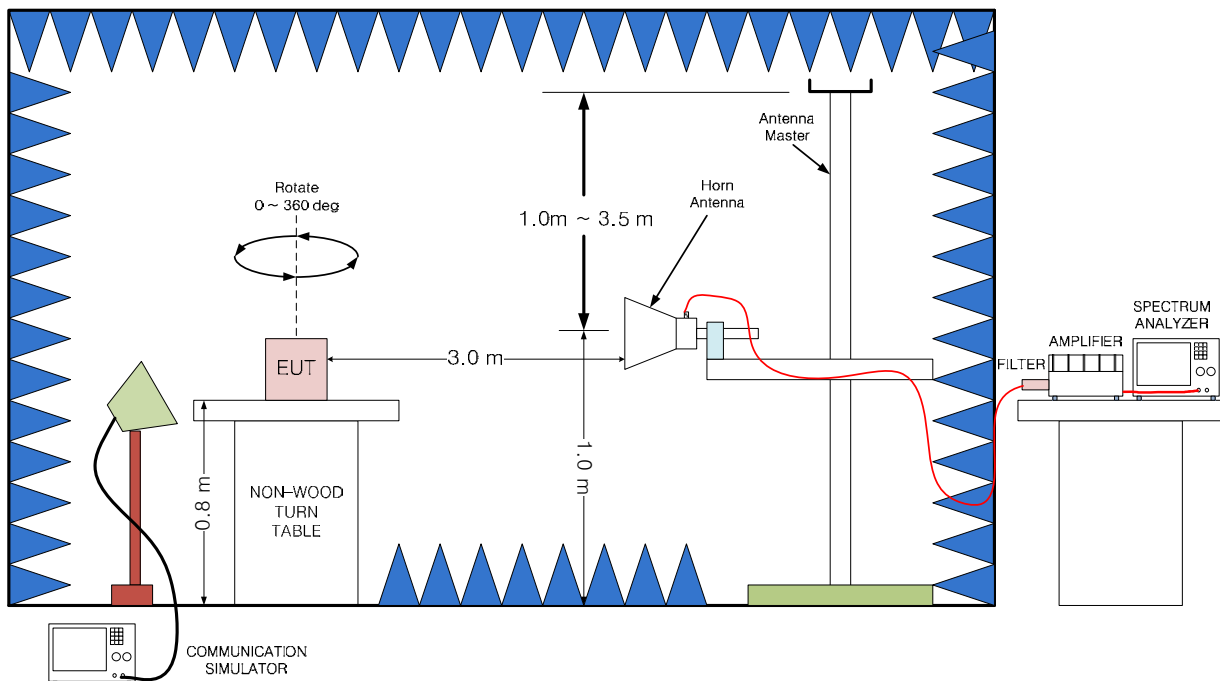 Rotate
0 ~ 360 deg
1.0m ~ 3.5 m
Antenna
Master
Horn
Antenna
SPECTRUM
ANALYZER
AMPLIFIER
FILTER
EUT
3.0 m
0.8 m
1.0 m
NON-WOOD
TURN
TABLE
COMMUNICATION
SIMULATOR